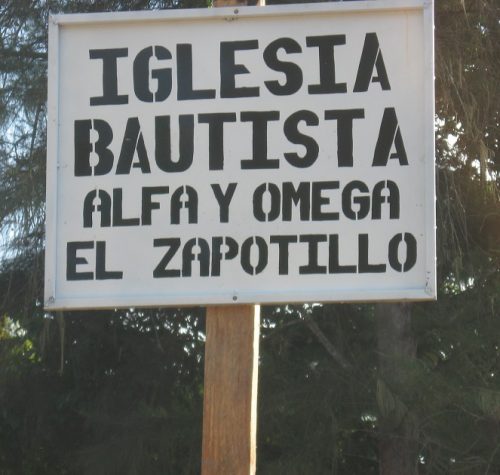 IGLESIA
BAUTISTA
ALFA Y OMEGA
EL ZAPOTILLO